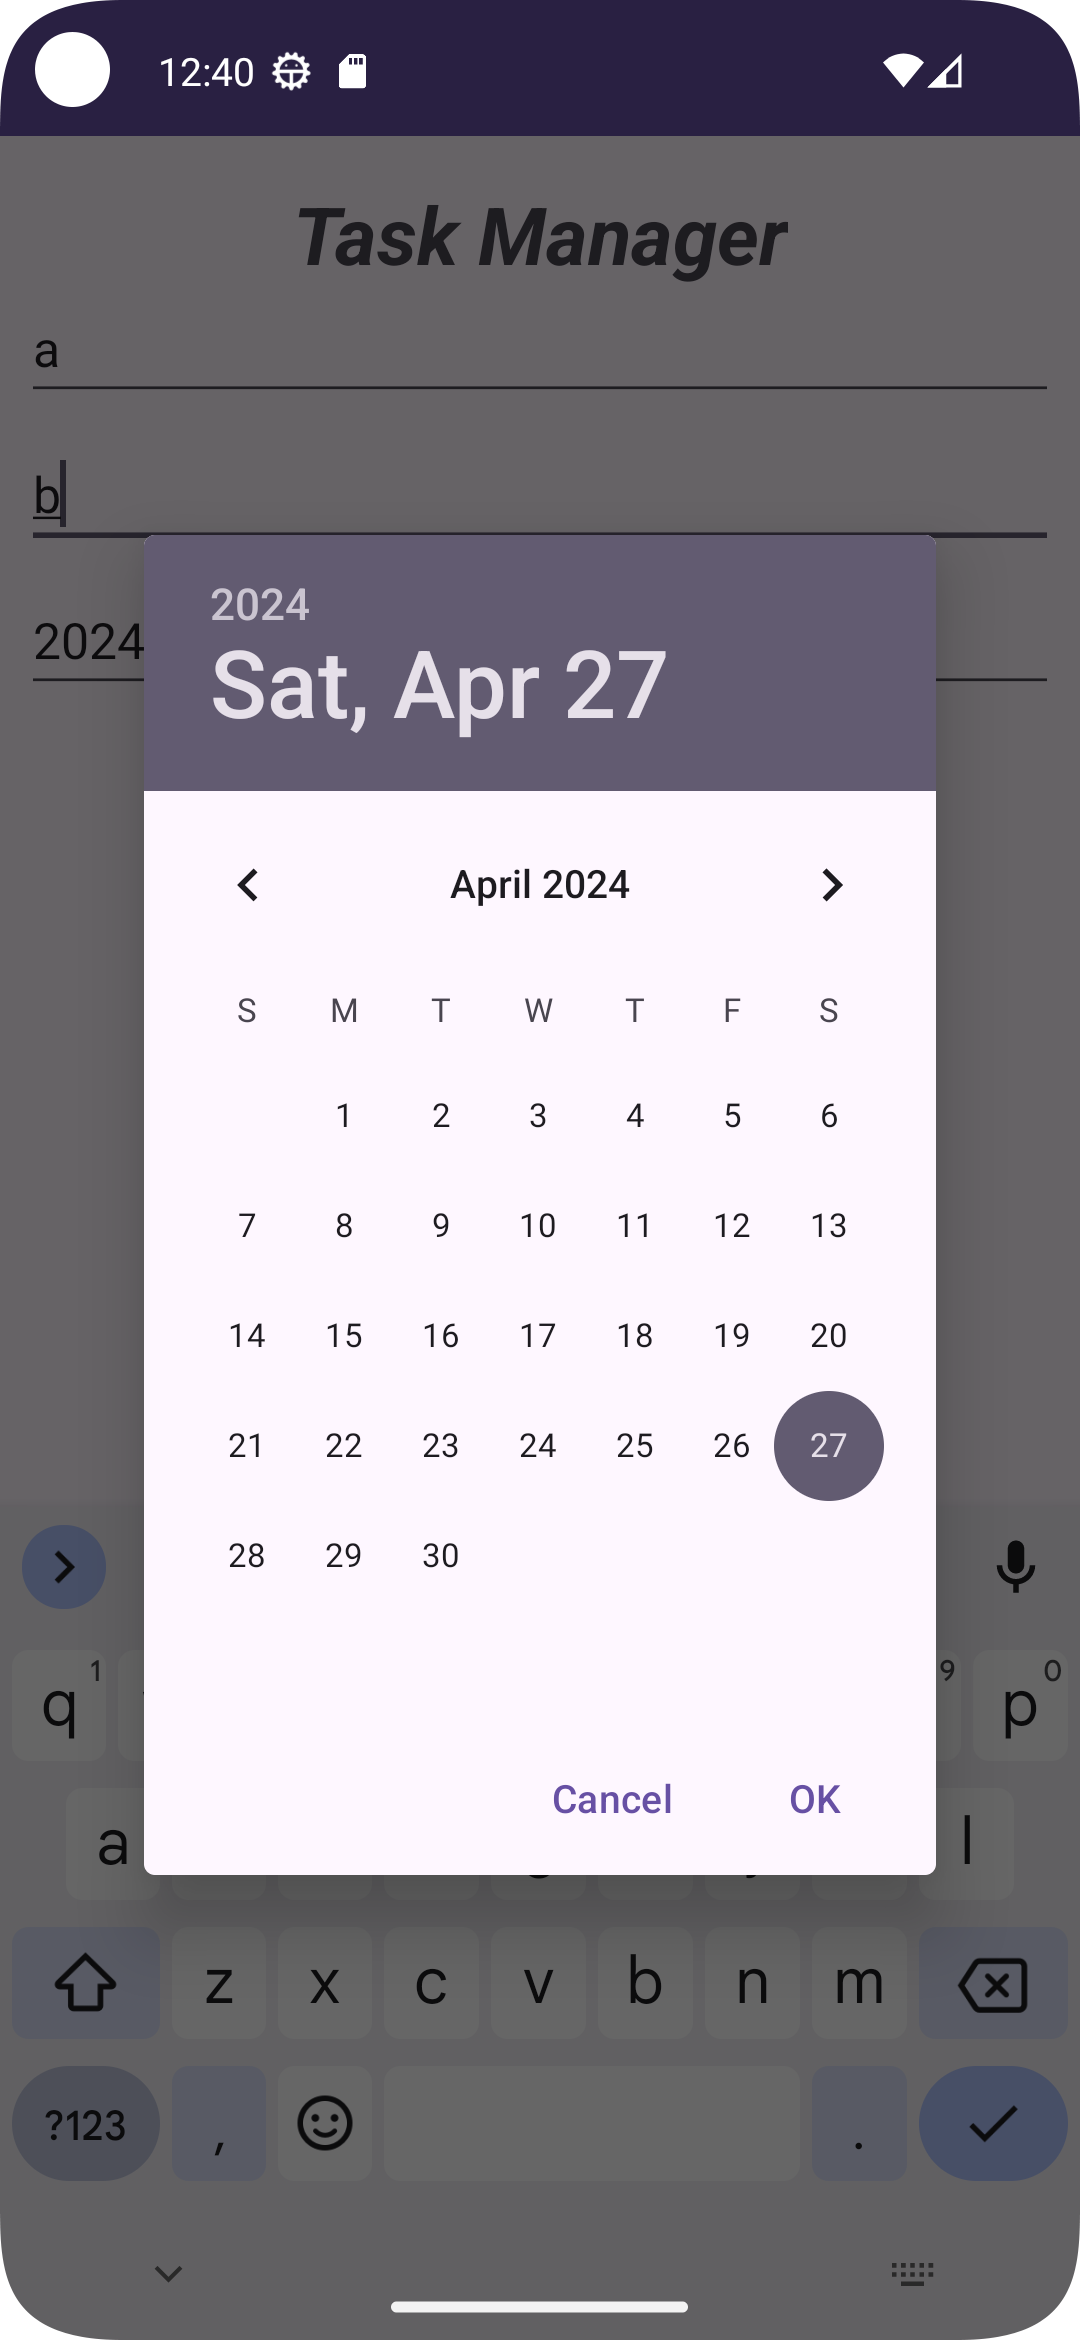 12:40
Task Manager
a
b
2024
2024
Sat, Apr 27
April 2024
S M T W T F S
1 2 3 4 5 6
7 8 9 10 11 12 13
14 15 16 17 18 19 20
21 22 23 24 25 26 27
28 29 30
Cancel OK
q 1 9 p 0
a l
z x c v b n m
?123 , .